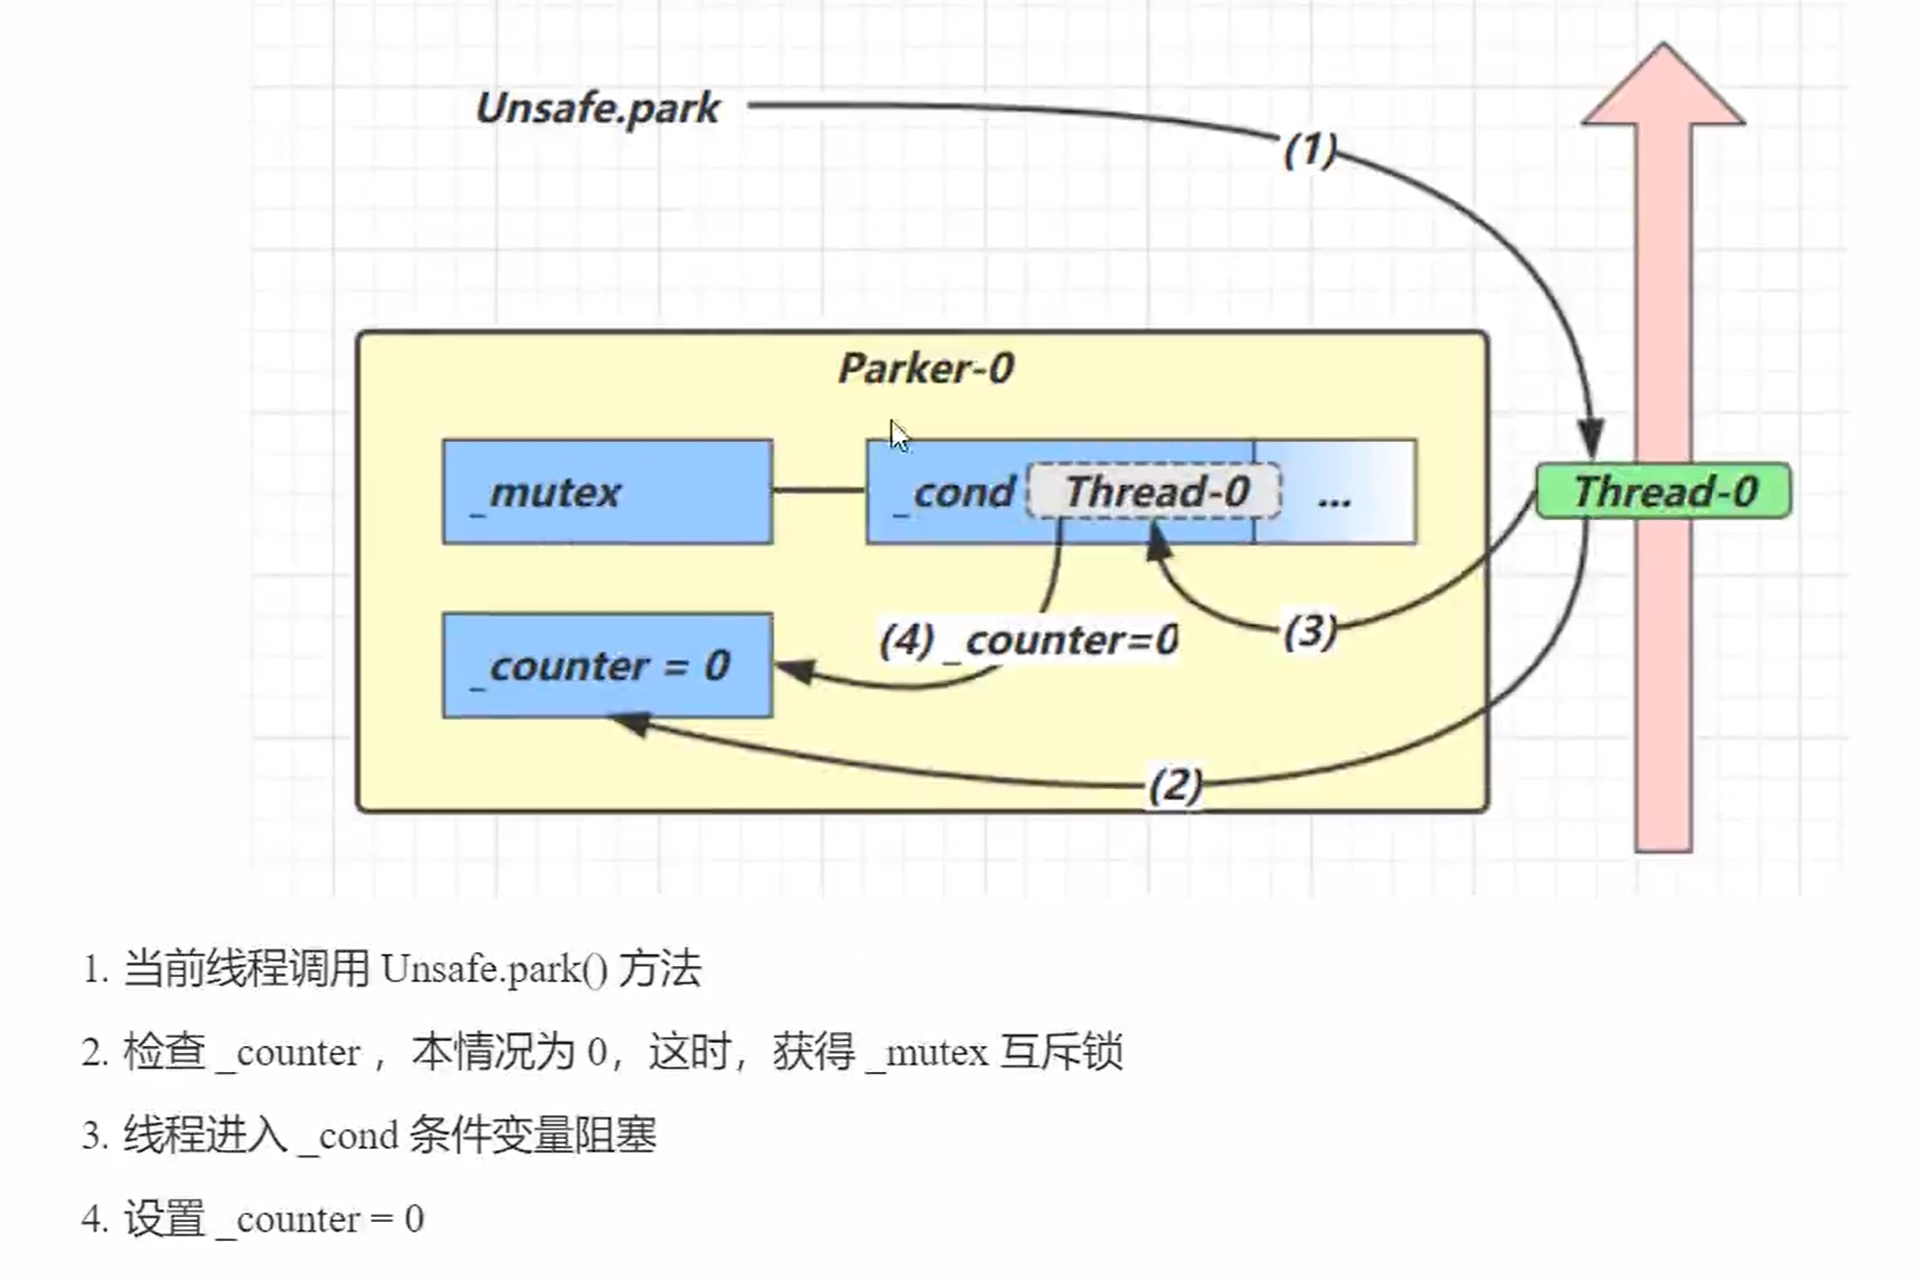 Unsafe.park
(1)
Parker-0
_mutex
_cond Thread-0 ...
Thread-0
(4) _counter=0
(3)
_counter = 0
(2)
1. 当前线程调用 Unsafe.park() 方法
2. 检查 _counter ，本情况为 0，这时，获得 _mutex 互斥锁
3. 线程进入 _cond 条件变量阻塞
4. 设置 _counter = 0